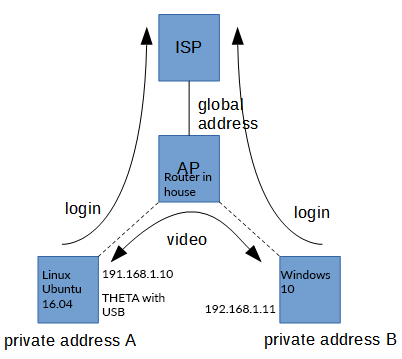 ISP
global
address
AP
Router in
house
login
login
video
Linux
Ubuntu
16.04
191.168.1.10
THETA with
USB
Windows
10
192.168.1.11
private address A
private address B